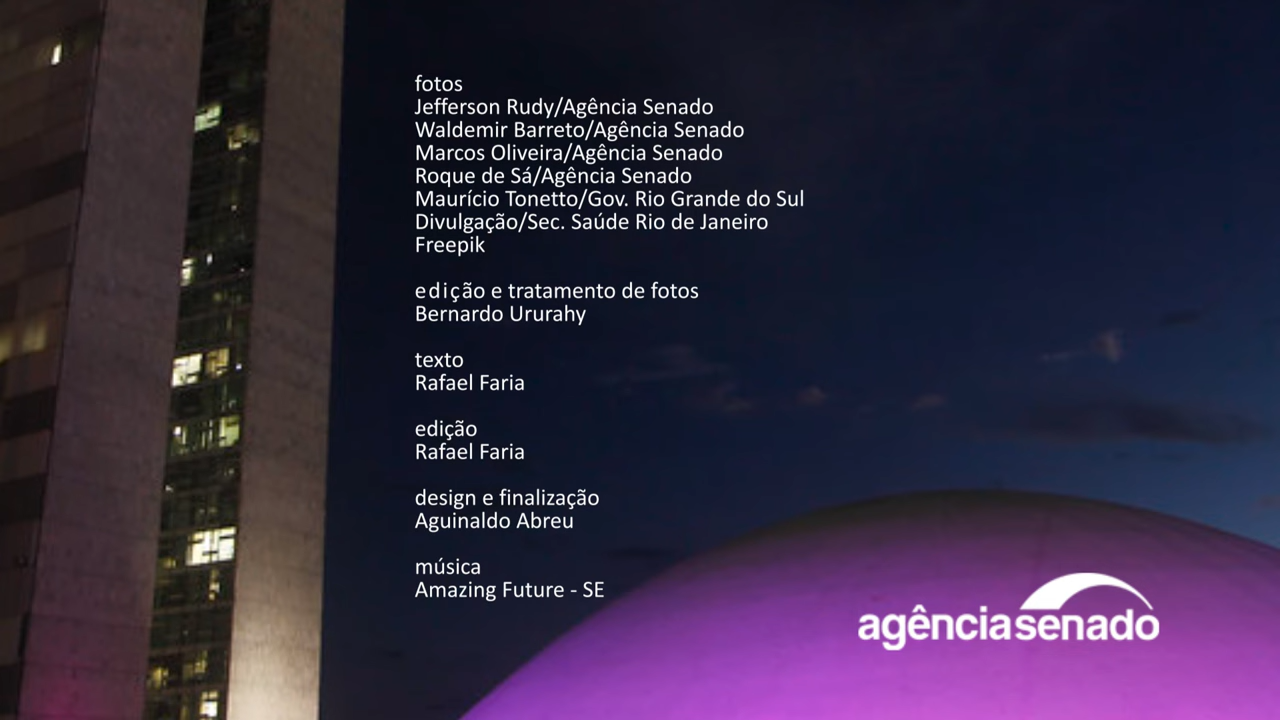 fotos
Jefferson Rudy/Agência Senado
Waldemir Barreto/Agência Senado
Marcos Oliveira/Agência Senado
Roque de Sá/Agência Senado
Maurício Tonetto/Gov. Rio Grande do Sul
Divulgação/Sec. Saúde Rio de Janeiro
Freepik
edição e tratamento de fotos
Bernardo Ururahy
texto
Rafael Faria
edição
Rafael Faria
design e finalização
Aguinaldo Abreu
música
Amazing Future - SE
agênciasenado